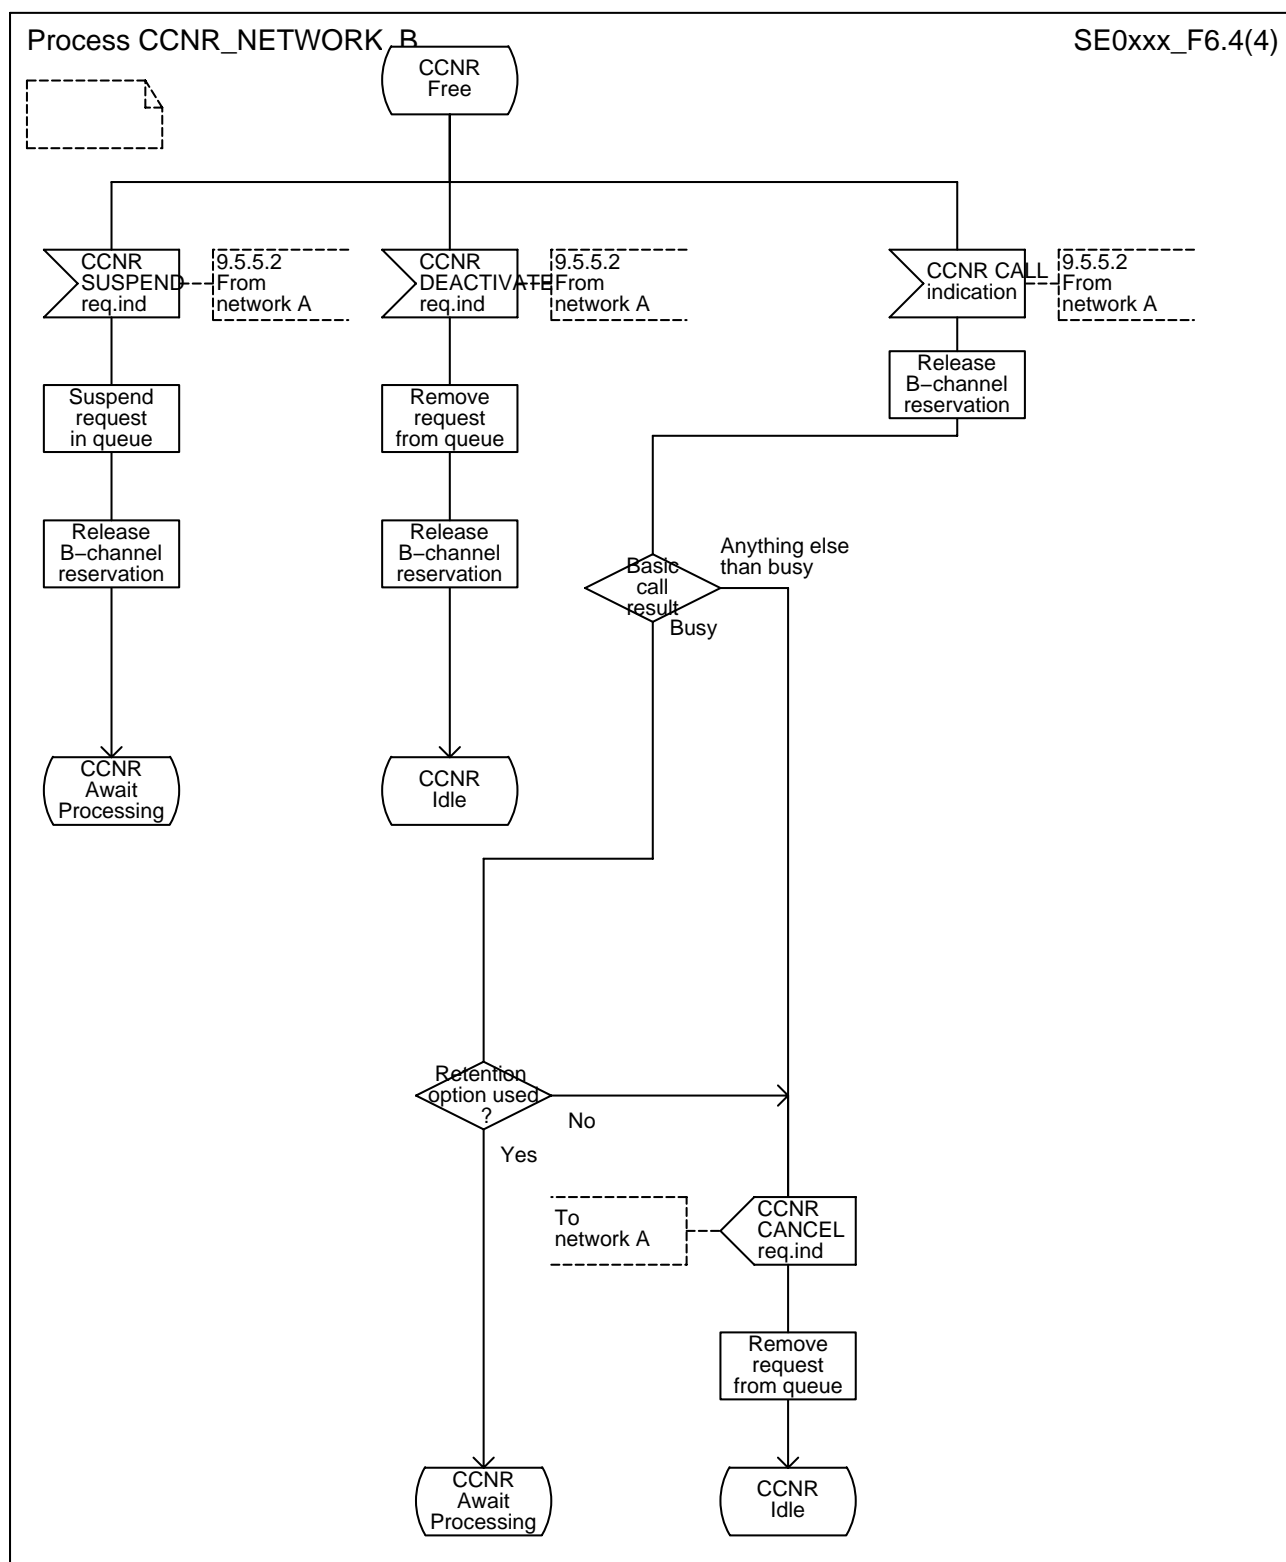 Process CCNR_NETWORK_B
SE0xxx_F6.4(4)
CCNR
Free
CCNR
SUSPEND
req.ind
9.5.5.2
From
network A
CCNR
DEACTIVATE
req.ind
9.5.5.2
From
network A
CCNR CALL
indication
9.5.5.2
From
network A
Release
B−channel
reservation
Suspend
request
in queue
Remove
request
from queue
Release
B−channel
reservation
Release
B−channel
reservation
Basic
call
result
Anything else
than busy
Busy
CCNR
Await
Processing
CCNR
Idle
Retention
option used
?
No
Yes
To
network A
CCNR
CANCEL
req.ind
Remove
request
from queue
CCNR
Await
Processing
CCNR
Idle